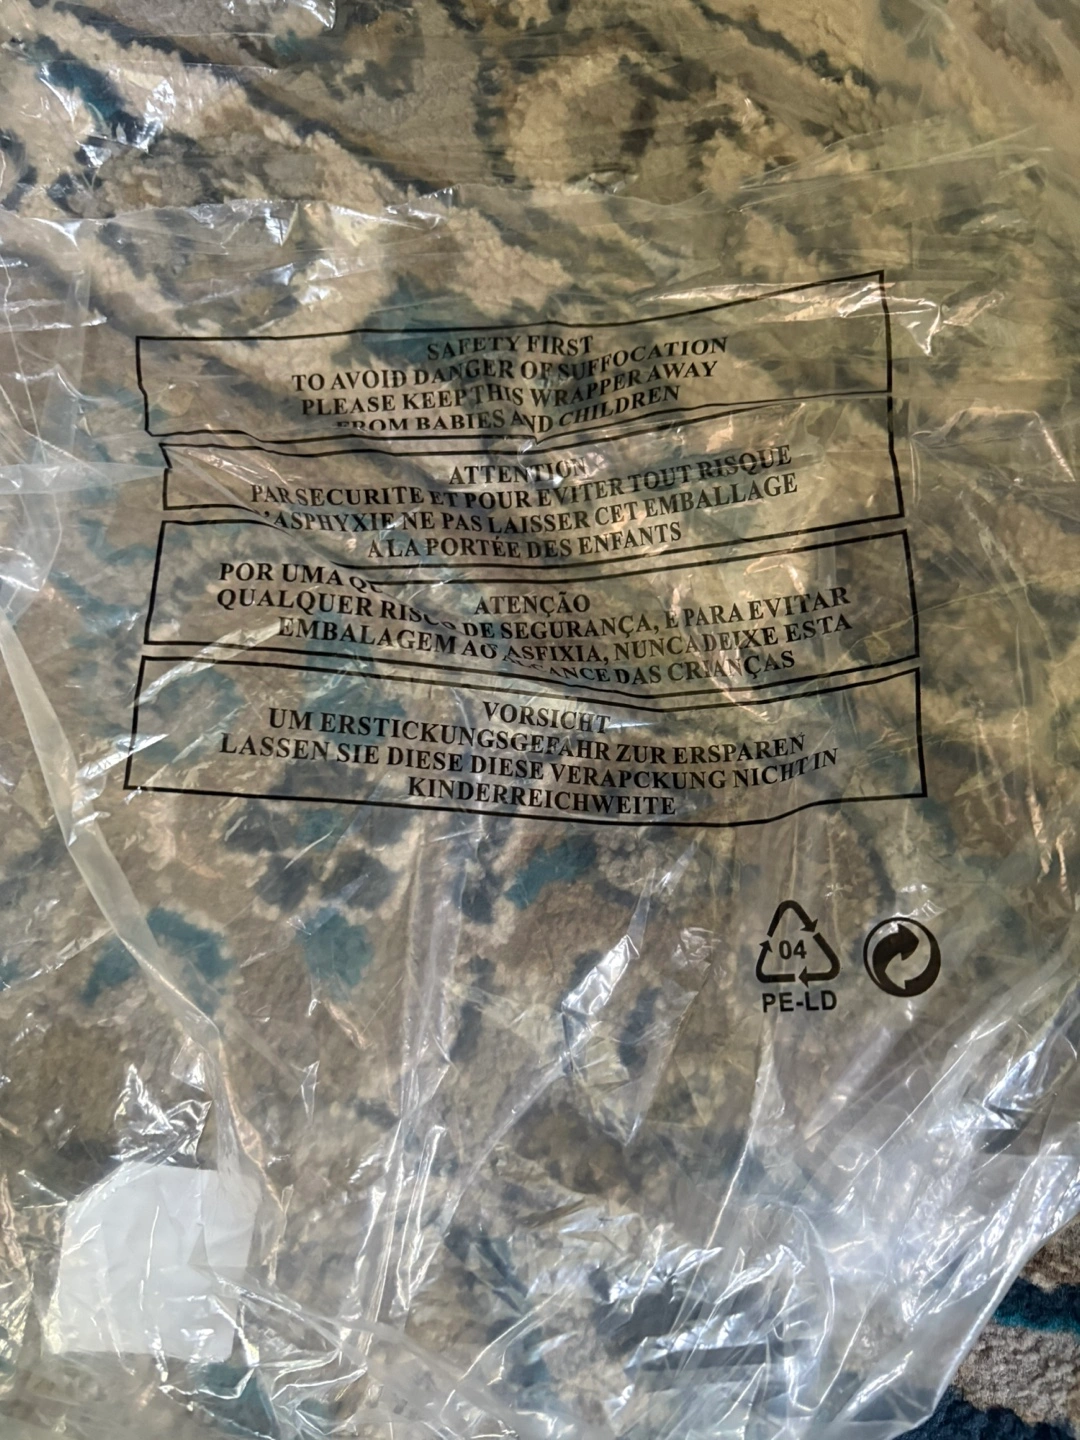 SAFETY FIRST
TO AVOID DANGER OF SUFFOCATION
PLEASE KEEP THIS WRAPPER AWAY
FROM BABIES AND CHILDREN
ATTENTION
PAR SECURITE ET POUR EVITER TOUT RISQUE
'ASPHYXIE NE PAS LAISSER CET EMBALLAGE
A LA PORTÉE DES ENFANTS
ATENÇÃO
POR UMA DE SEGURANÇA, E PARA EVITAR
QUALQUER ASFIXIA, NUNCA DEIXE ESTA
EMBALAGEM AO DAS CRIANÇAS
VORSICHT
UM ERSTICKUNGSGEFAHR ZUR ERSPAREN
LASSEN SIE DIESE DIESE VERAPCKUNG NICHT IN
KINDERREICHWEITE
04
PE-LD